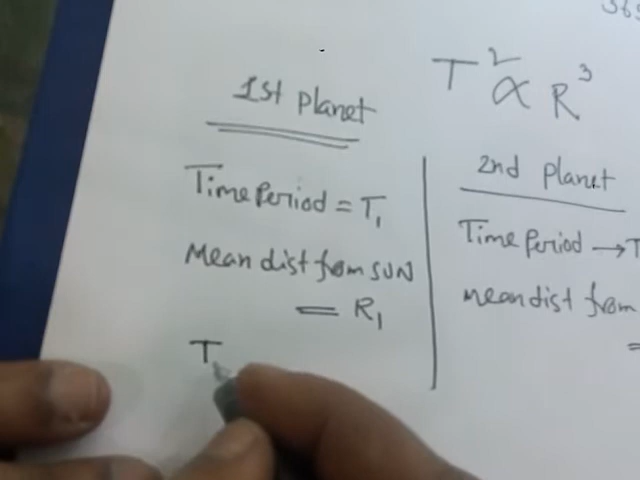 365
T² ∝ R³
1st Planet
Time Period = T₁
Mean dist from SUN
= R₁
T
2nd Planet
Time Period → T
mean dist from
=